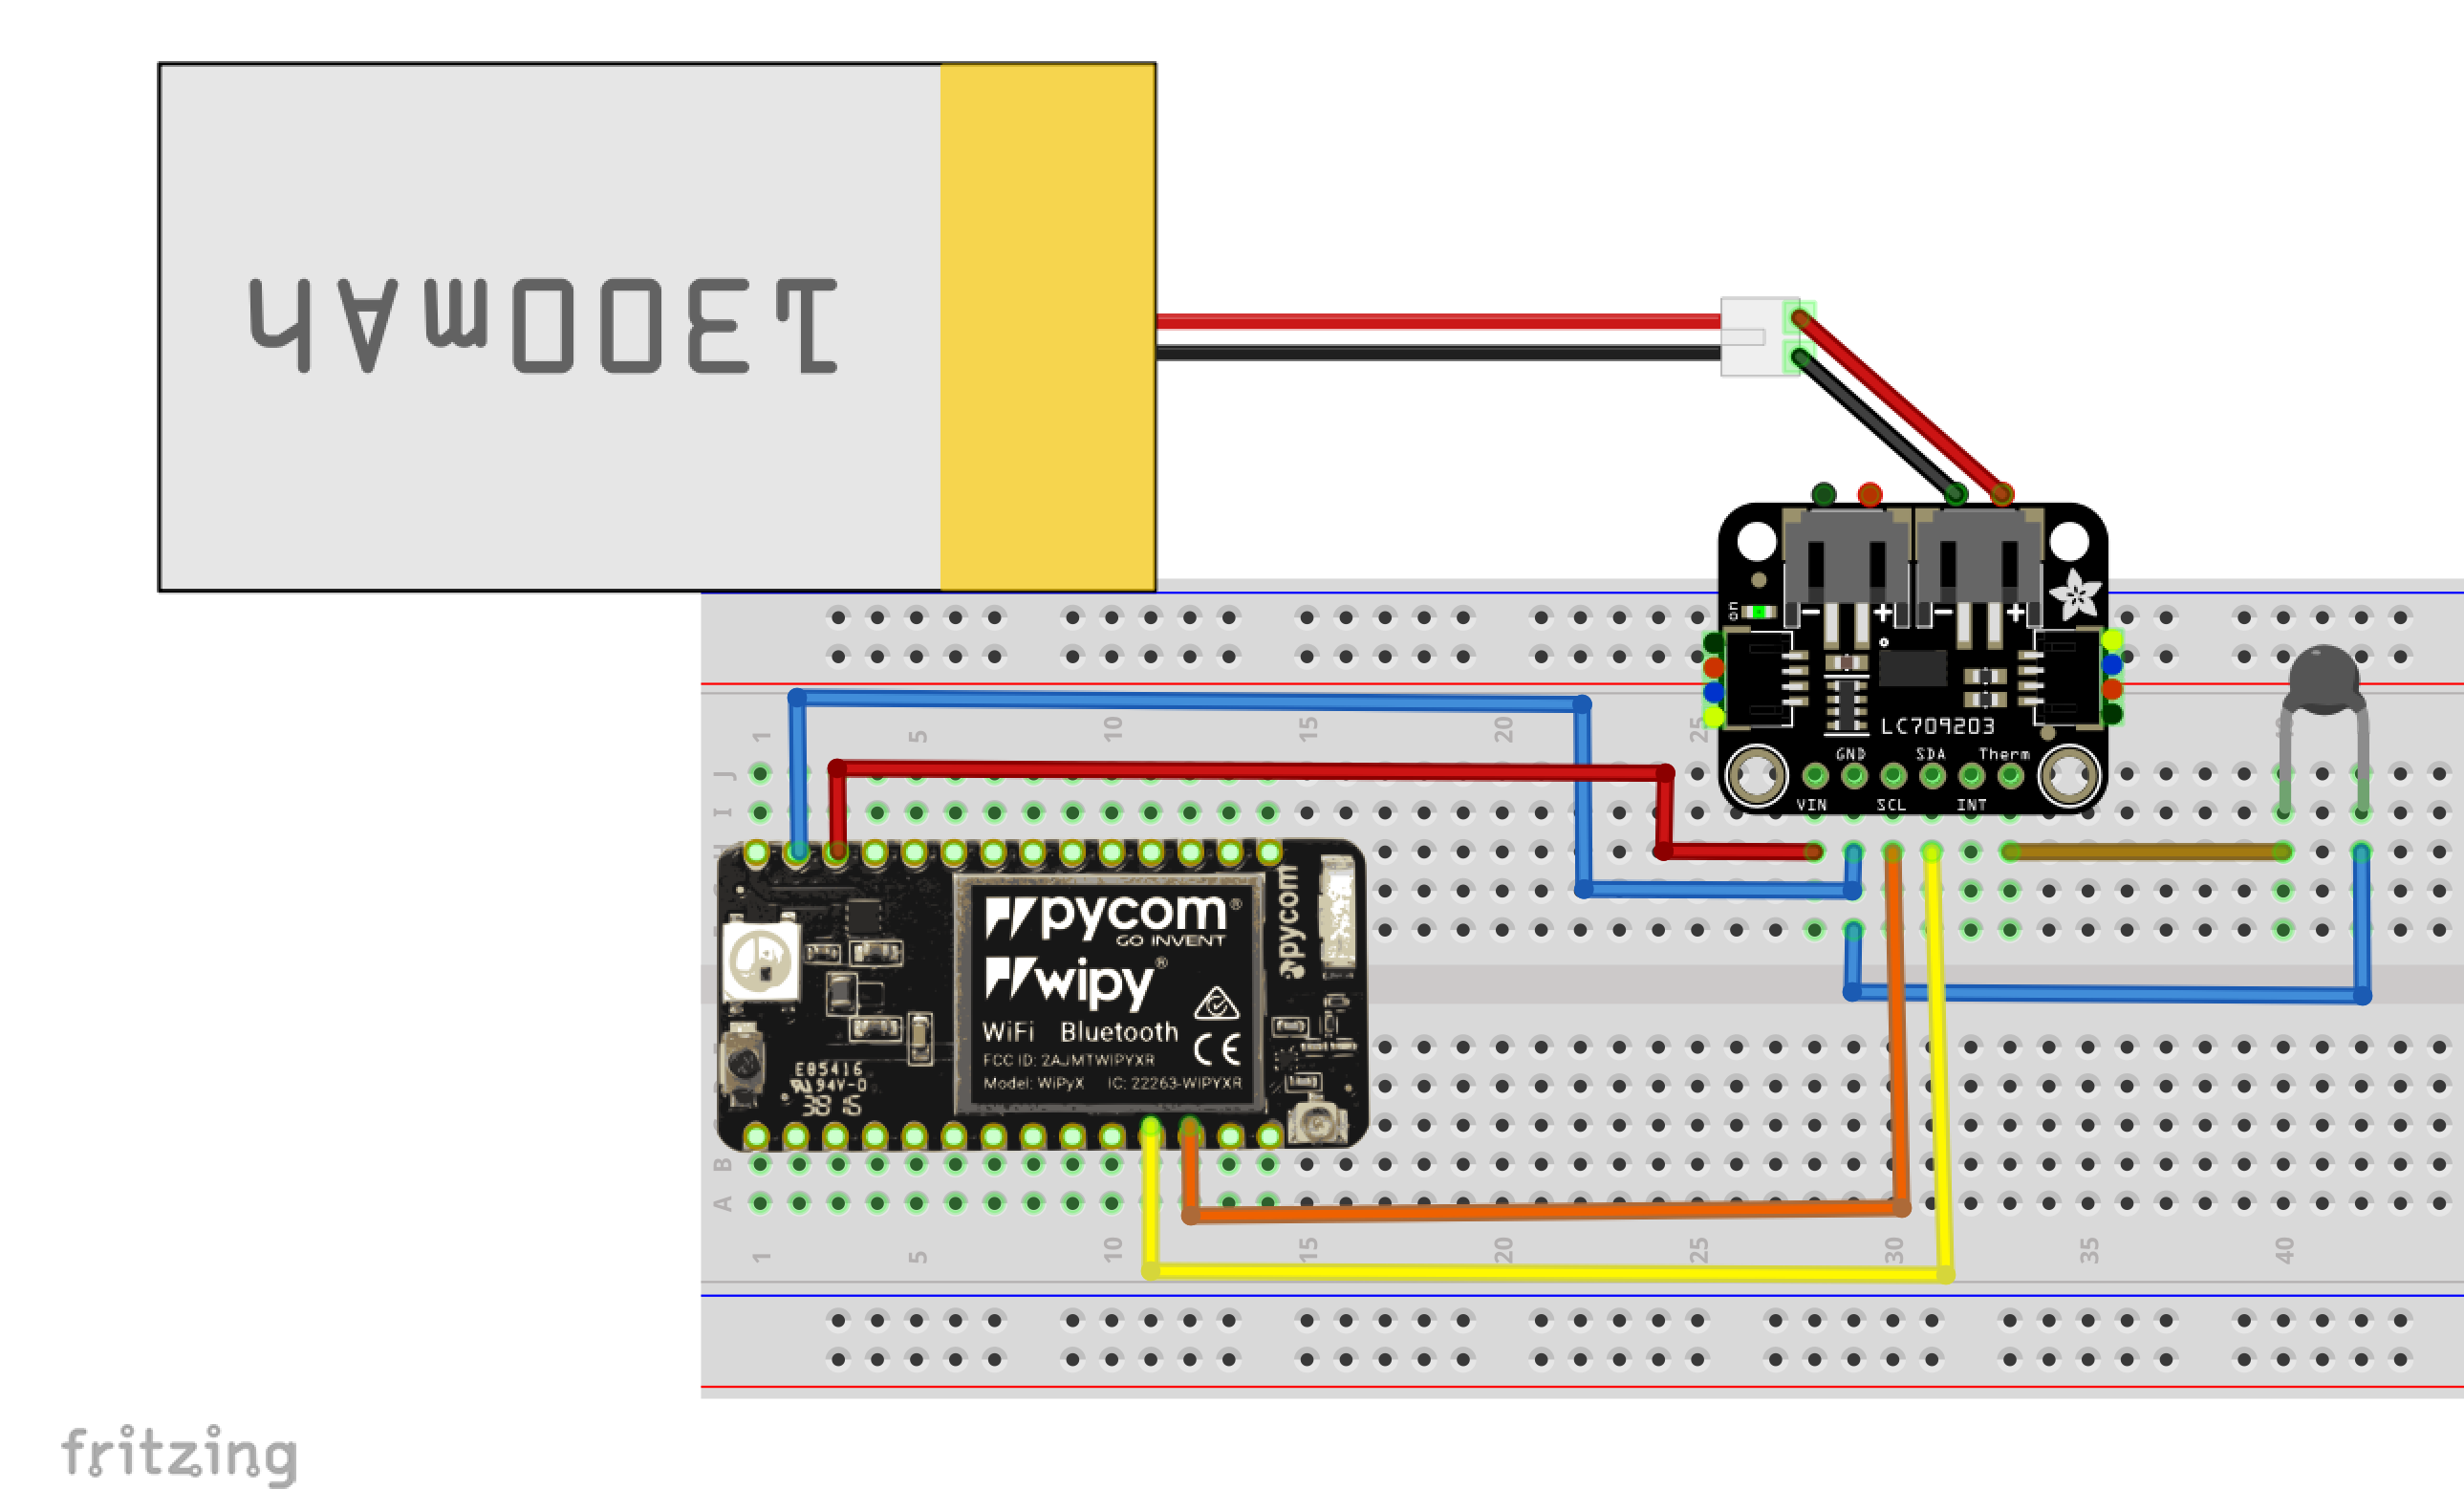 1300mAh
on
- + - +
LC709203
GND SDA Therm
VIN SCL INT
1 5 10 15 20 25
J
I
H
pycom®
GO INVENT
wipy®
WiFi Bluetooth
FCC ID: 2AJMTWIPYXR
Model: WiPyX IC: 22263-WIPYXR
CE
pycom
E85416
94V-0
3815
B
A
1 5 10 15 20 25 30 35 40
fritzing